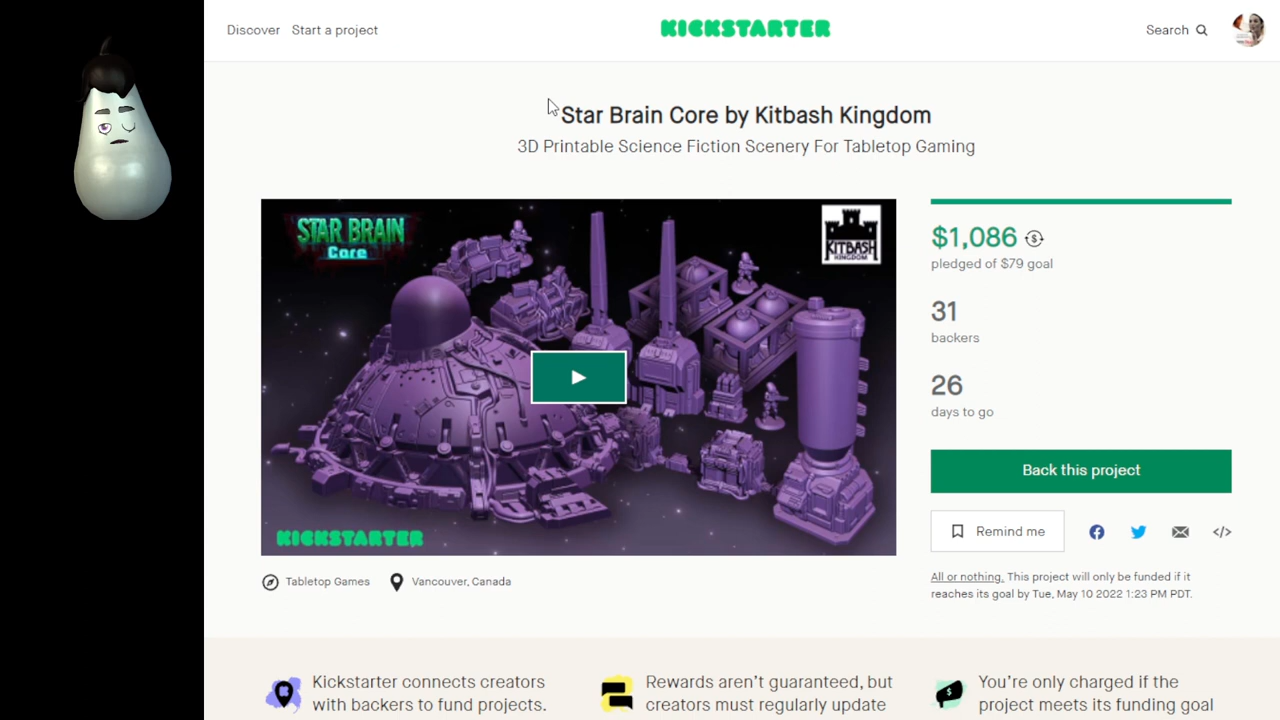 Discover Start a project
KICKSTARTER
Search
Star Brain Core by Kitbash Kingdom
3D Printable Science Fiction Scenery For Tabletop Gaming
STAR BRAIN
Core
KITBASH
KINGDOM
KICKSTARTER
Tabletop Games Vancouver, Canada
$1,086
pledged of $79 goal
31
backers
26
days to go
Back this project
Remind me
All or nothing. This project will only be funded if it
reaches its goal by Tue, May 10 2022 1:23 PM PDT.
Kickstarter connects creators
with backers to fund projects.
Rewards aren’t guaranteed, but
creators must regularly update
You’re only charged if the
project meets its funding goal